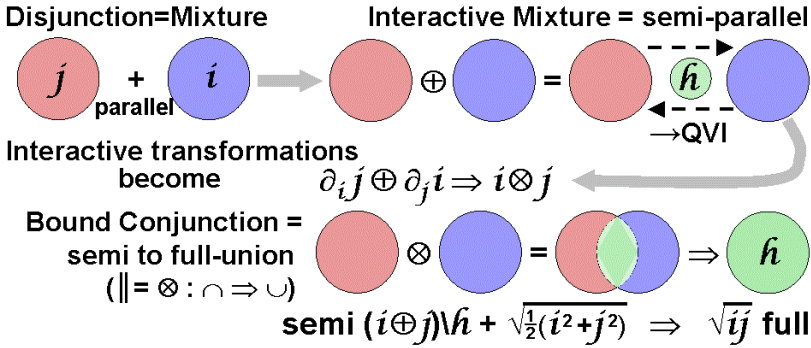 Disjunction=Mixture
Interactive Mixture = semi-parallel
j + i
parallel
⊕ = ℏ
→QVI
Interactive transformations
become ∂ᵢj ⊕ ∂ⱼi ⇒ i⊗j
Bound Conjunction =
semi to full-union
(∥= ⊗ : ∩ ⇒ ∪)
⊗ = ⇒ ℏ
semi (i⊕j)\ℏ + √½(i²+j²) ⇒ √ij full